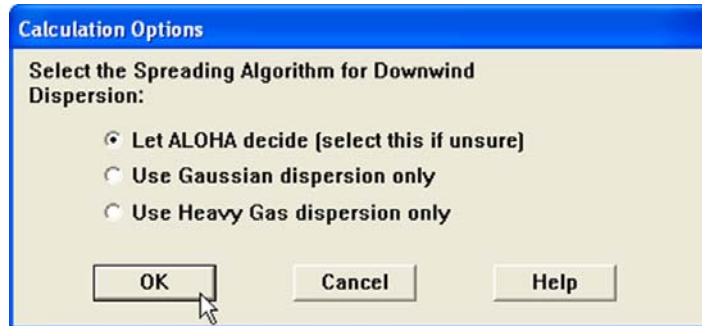 Calculation Options
Select the Spreading Algorithm for Downwind
Dispersion:
Let ALOHA decide (select this if unsure)
Use Gaussian dispersion only
Use Heavy Gas dispersion only
OK Cancel Help